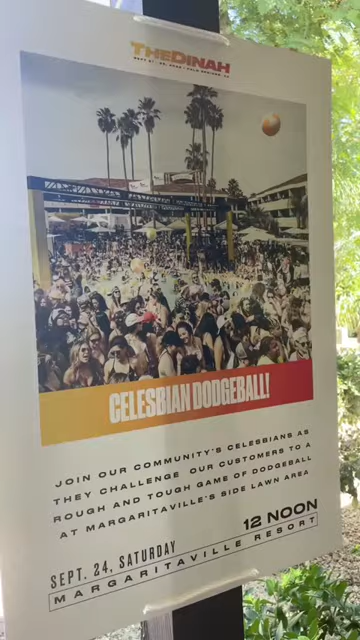 THEDINAH
CELESBIAN DODGEBALL!
JOIN OUR COMMUNITY'S CELESBIANS AS
THEY CHALLENGE OUR CUSTOMERS TO A
ROUGH AND TOUGH GAME OF DODGEBALL
AT MARGARITAVILLE'S SIDE LAWN AREA
SEPT. 24, SATURDAY 12 NOON
MARGARITAVILLE RESORT